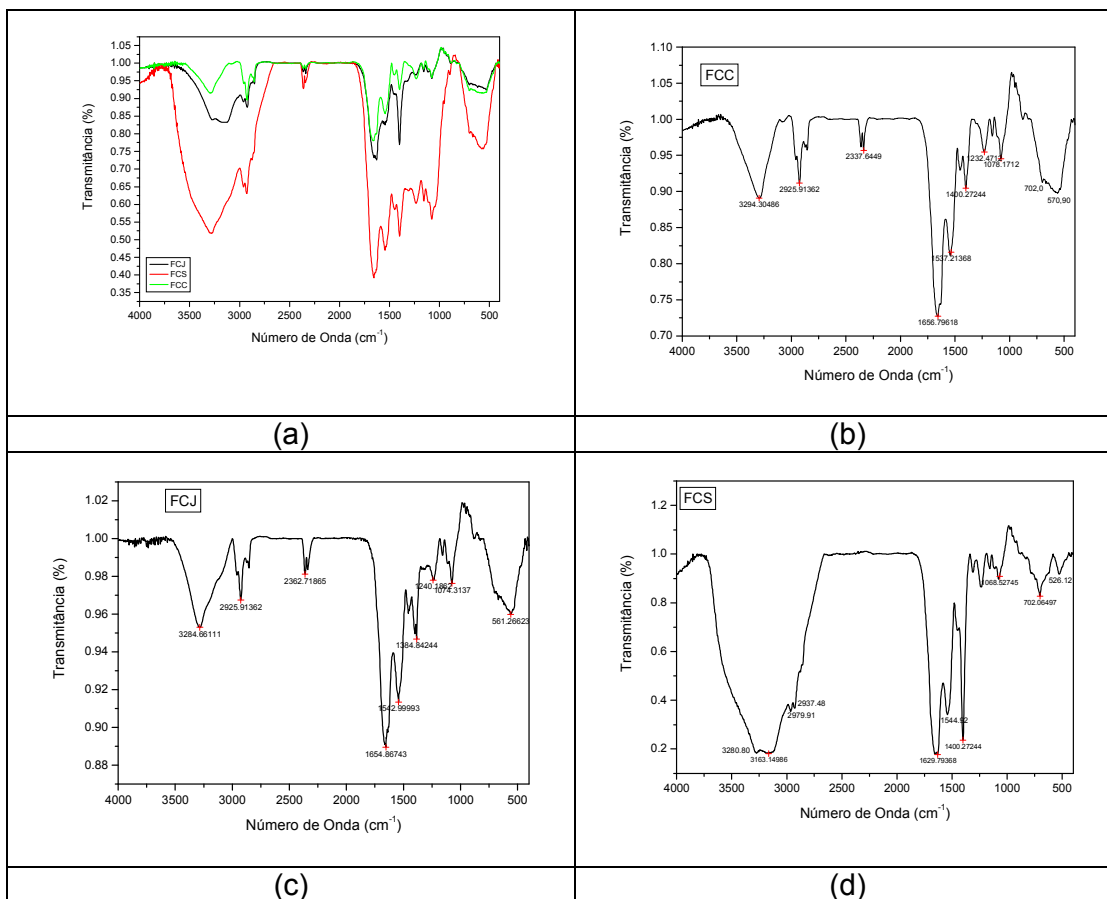 1.05
1.00
0.95
0.90
0.85
0.80
0.75
0.70
0.65
0.60
0.55
0.50
0.45
0.40
0.35
Transmitância (%)
FCJ
FCS
FCC
4000 3500 3000 2500 2000 1500 1000 500
Número de Onda (cm-1)
(a)
FCC
1.10
1.05
1.00
0.95
0.90
0.85
0.80
0.75
0.70
Transmitância (%)
3294.30486
2925.91362
2337.6449
1656.79618
1537.21368
1400.27244
1078.1712
702,0
570,90
4000 3500 3000 2500 2000 1500 1000 500
Número de Onda (cm-1)
(b)
FCJ
1.02
1.00
0.98
0.96
0.94
0.92
0.90
0.88
Transmitância (%)
3284.66111
2925.91362
2362.71865
1654.86743
1542.99993
1384.84244
1074.3137
561.26623
4000 3500 3000 2500 2000 1500 1000 500
Número de Onda (cm-1)
(c)
FCS
1.2
1.0
0.8
0.6
0.4
0.2
Transmitância (%)
3280.80
3163.14986
2979.91
2937.48
1629.79368
1544.92
1400.27244
1068.52745
702.06497
526.12
4000 3500 3000 2500 2000 1500 1000 500
Número de Onda (cm-1)
(d)